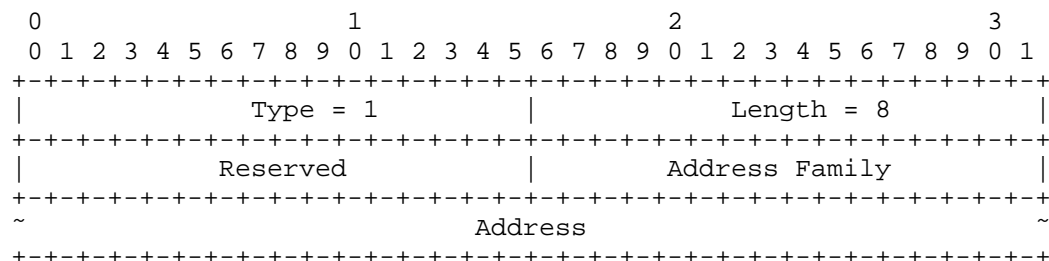 0                   1                   2                   3
 0 1 2 3 4 5 6 7 8 9 0 1 2 3 4 5 6 7 8 9 0 1 2 3 4 5 6 7 8 9 0 1
+-+-+-+-+-+-+-+-+-+-+-+-+-+-+-+-+-+-+-+-+-+-+-+-+-+-+-+-+-+-+-+-+
|              Type = 1         |            Length = 8         |
+-+-+-+-+-+-+-+-+-+-+-+-+-+-+-+-+-+-+-+-+-+-+-+-+-+-+-+-+-+-+-+-+
|            Reserved           |        Address Family         |
+-+-+-+-+-+-+-+-+-+-+-+-+-+-+-+-+-+-+-+-+-+-+-+-+-+-+-+-+-+-+-+-+
~                            Address                            ~
+-+-+-+-+-+-+-+-+-+-+-+-+-+-+-+-+-+-+-+-+-+-+-+-+-+-+-+-+-+-+-+-+